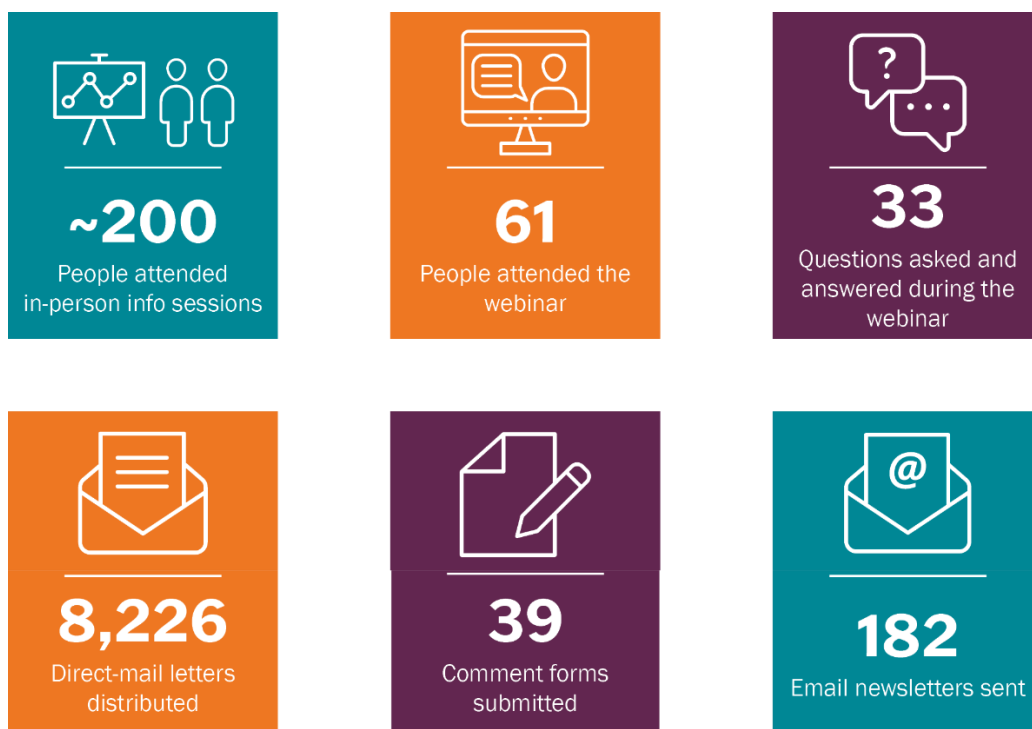 ~200
People attended
in-person info sessions
61
People attended the
webinar
?
33
Questions asked and
answered during the
webinar
8,226
Direct-mail letters
distributed
39
Comment forms
submitted
@
182
Email newsletters sent